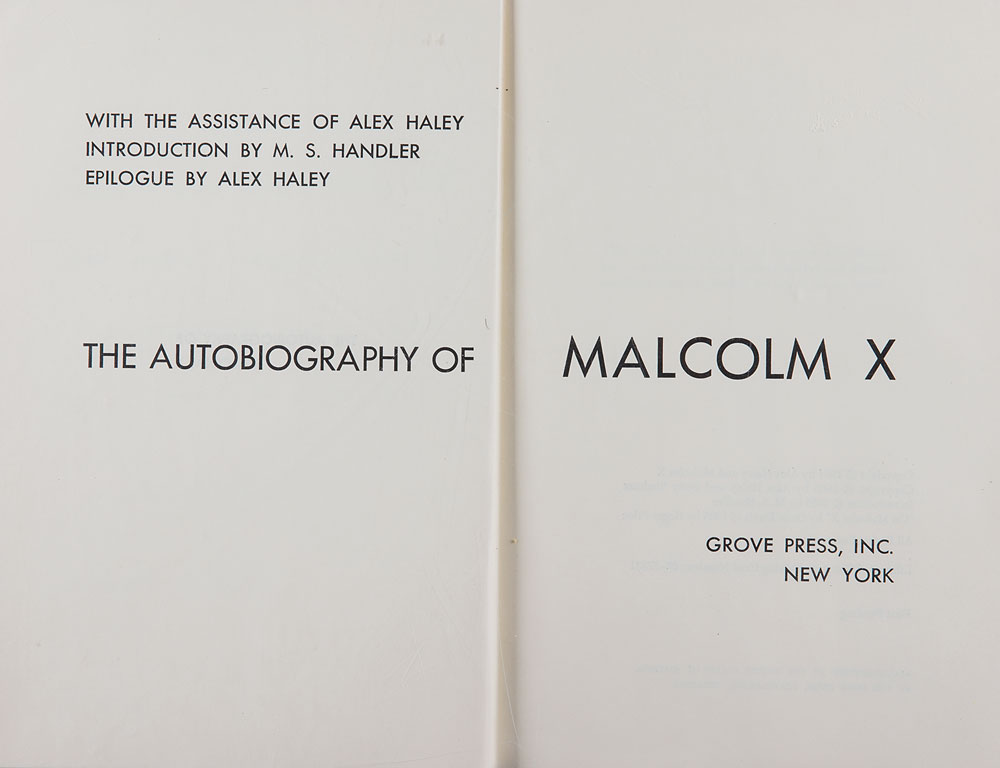 WITH THE ASSISTANCE OF ALEX HALEY
INTRODUCTION BY M. S. HANDLER
EPILOGUE BY ALEX HALEY
THE AUTOBIOGRAPHY OF MALCOLM X
GROVE PRESS, INC.
NEW YORK